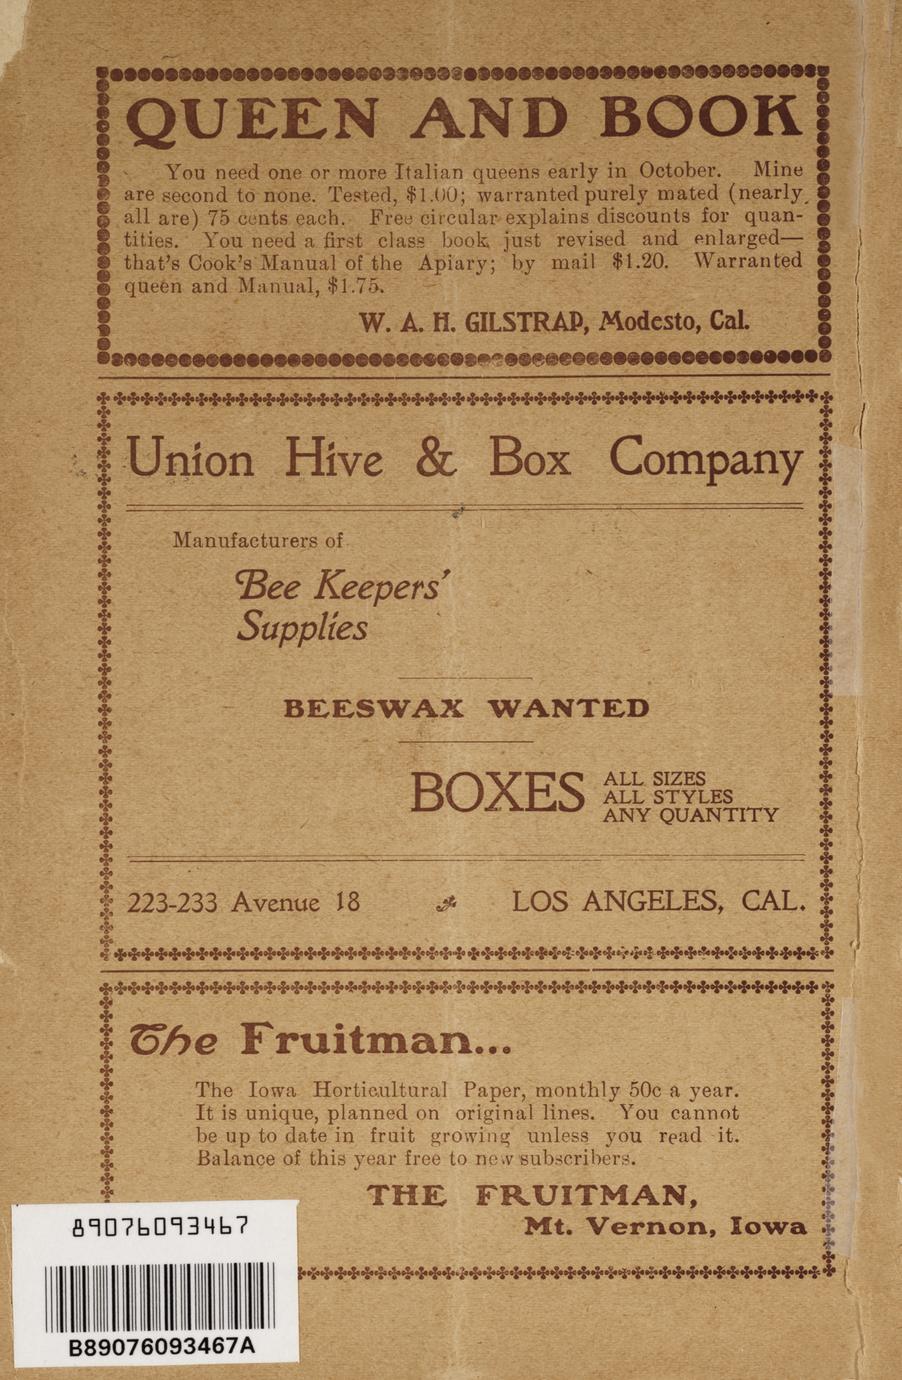 QUEEN AND BOOK
You need one or more Italian queens early in October. Mine
are second to none. Tested, $1.00; warranted purely mated (nearly
all are) 75 cents each. Free circular explains discounts for quan-
tities. You need a first class book just revised and enlarged—
that's Cook's Manual of the Apiary; by mail $1.20. Warranted
queen and Manual, $1.75.
W. A. H. GILSTRAP, Modesto, Cal.
Union Hive & Box Company
Manufacturers of
Bee Keepers'
Supplies
BEESWAX WANTED
BOXES ALL SIZES
ALL STYLES
ANY QUANTITY
223-233 Avenue 18 LOS ANGELES, CAL.
The Fruitman...
The Iowa Horticultural Paper, monthly 50c a year.
It is unique, planned on original lines. You cannot
be up to date in fruit growing unless you read it.
Balance of this year free to new subscribers.
THE FRUITMAN,
Mt. Vernon, Iowa
89076093467
B89076093467A